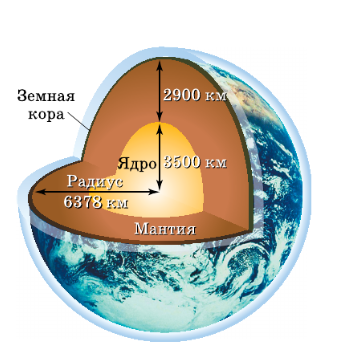 2900 км
Земная
кора
Ядро
3500 км
Радиус
6378 км
Мантия